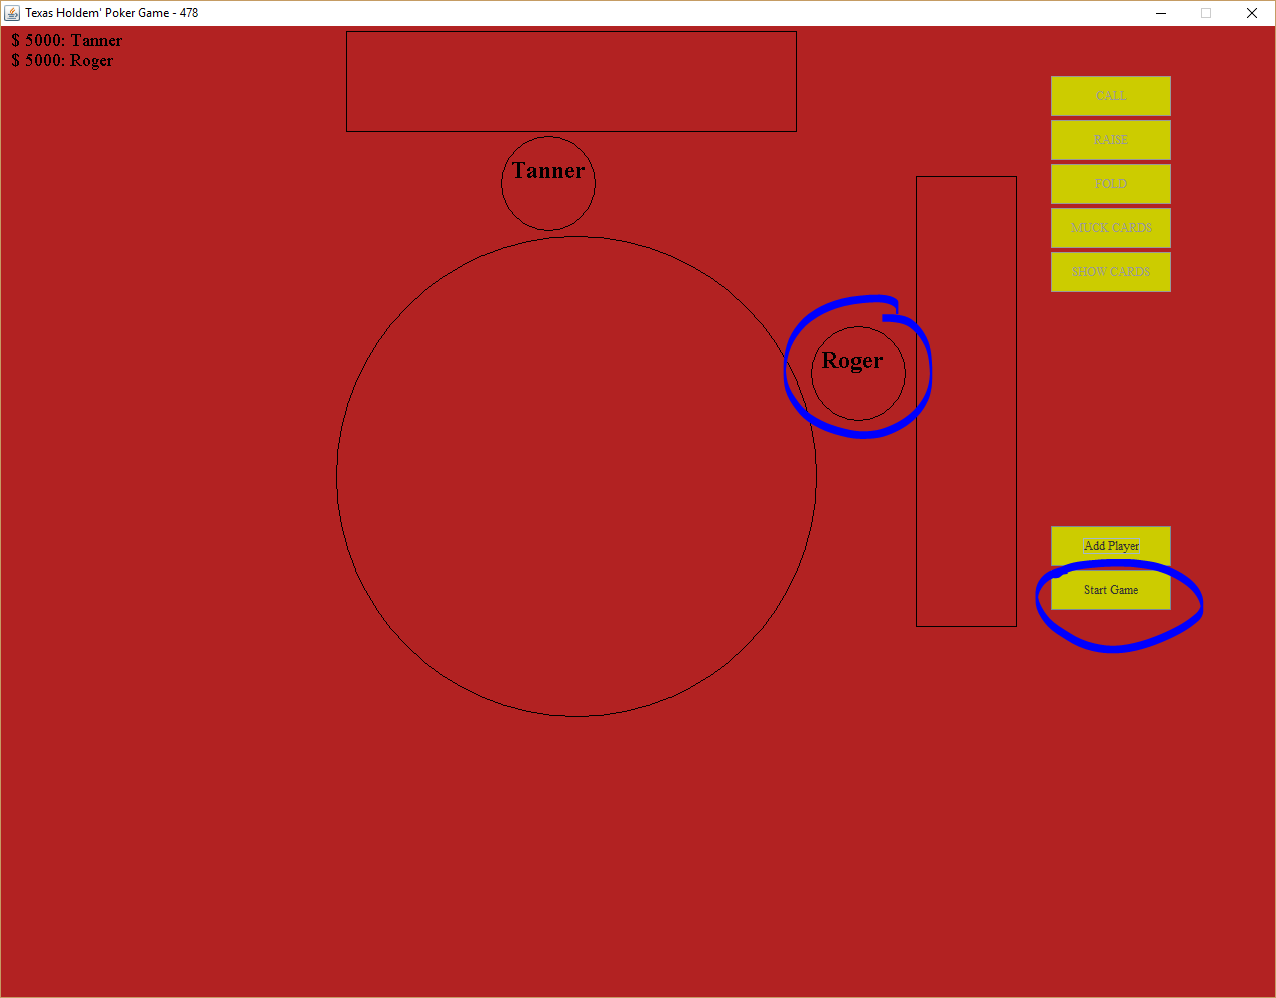 Texas Holdem' Poker Game - 478
$ 5000: Tanner
$ 5000: Roger
Tanner
Roger
CALL
RAISE
FOLD
MUCK CARDS
SHOW CARDS
Add Player
Start Game